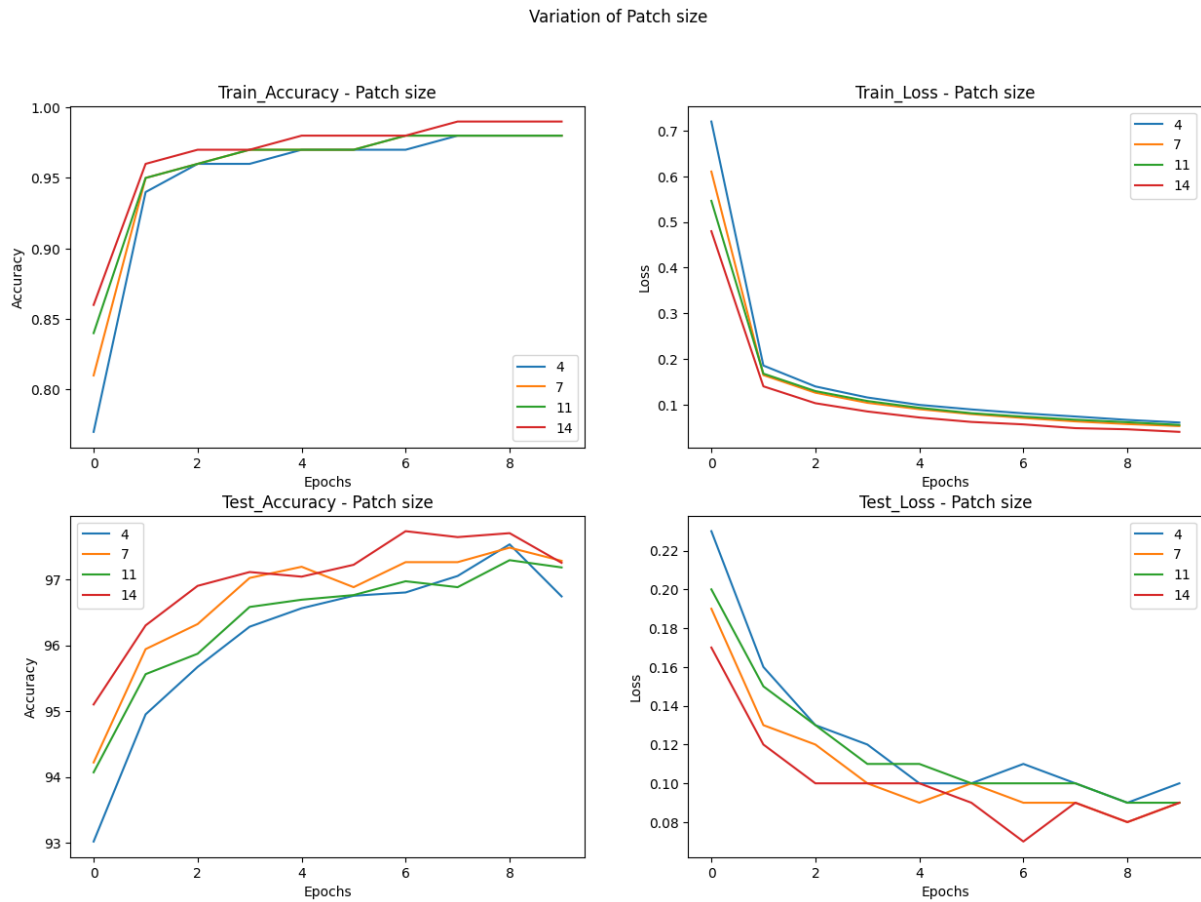 Variation of Patch size
Train_Accuracy - Patch size
1.00
0.95
0.90
0.85
0.80
Accuracy
0 2 4 6 8
Epochs
4
7
11
14
Train_Loss - Patch size
0.7
0.6
0.5
0.4
0.3
0.2
0.1
Loss
0 2 4 6 8
Epochs
4
7
11
14
Test_Accuracy - Patch size
97
96
95
94
93
Accuracy
0 2 4 6 8
Epochs
4
7
11
14
Test_Loss - Patch size
0.22
0.20
0.18
0.16
0.14
0.12
0.10
0.08
Loss
0 2 4 6 8
Epochs
4
7
11
14